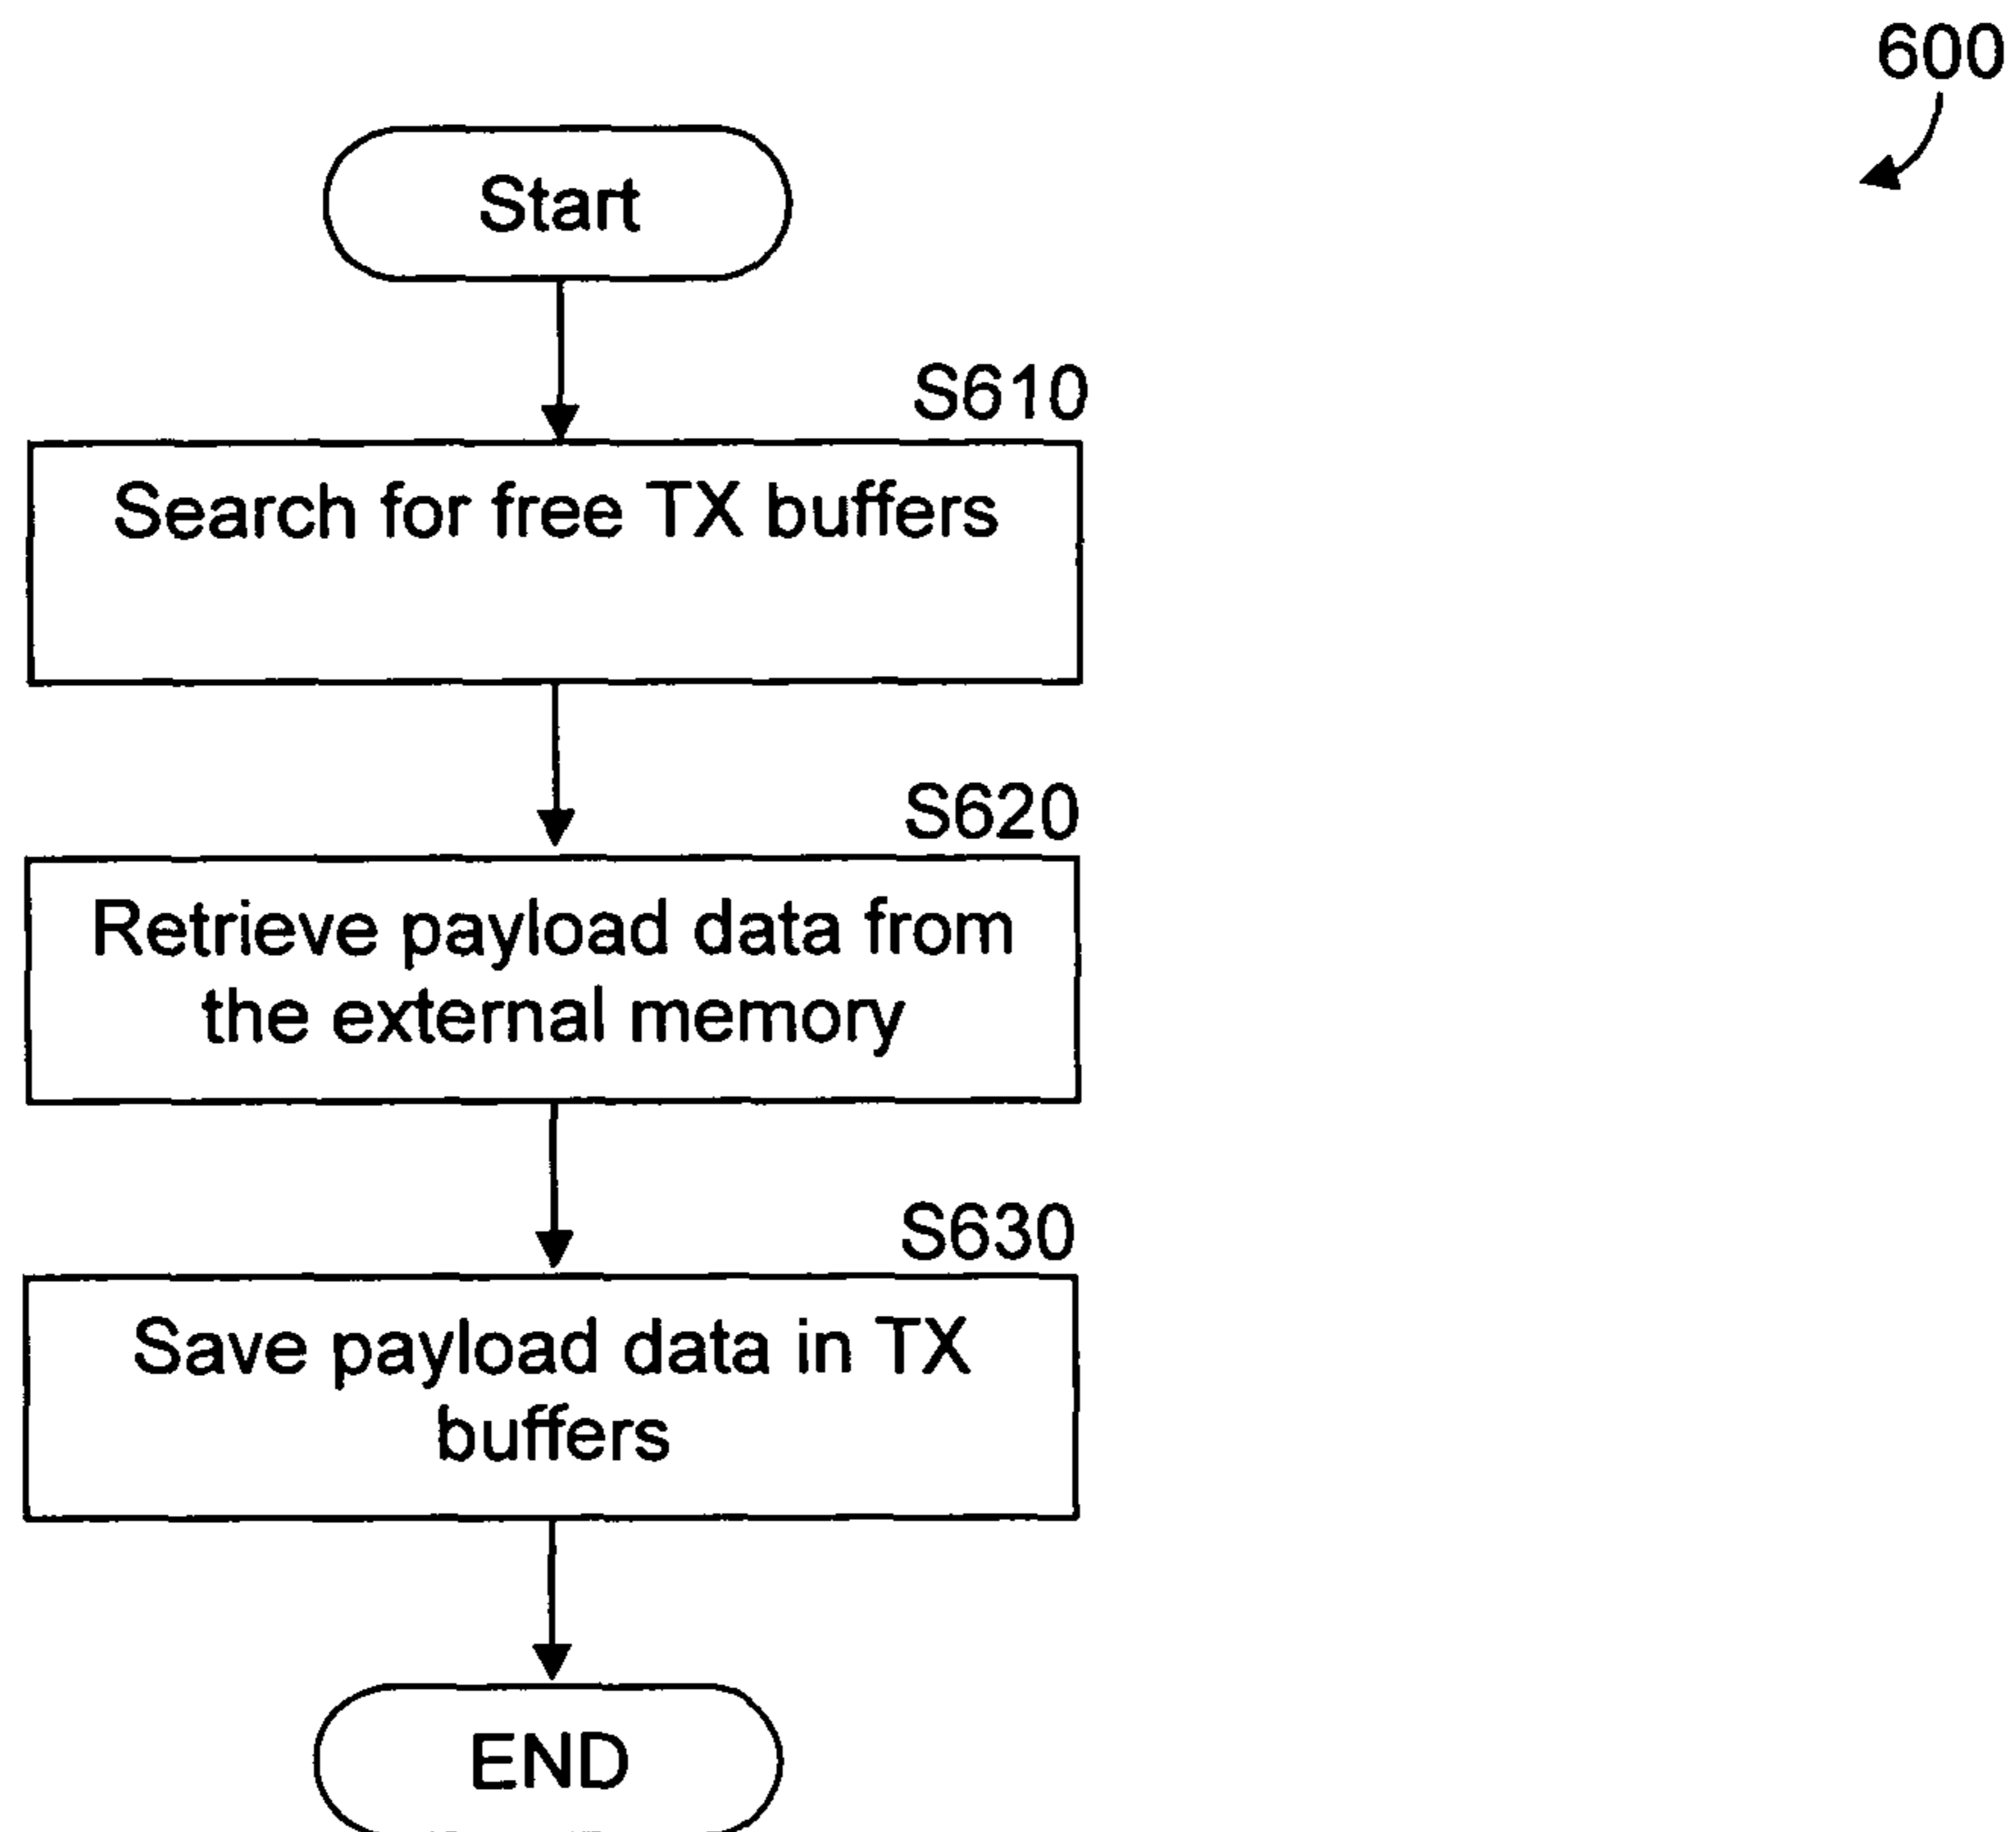 600
Start
S610
Search for free TX buffers
S620
Retrieve payload data from
the external memory
S630
Save payload data in TX
buffers
END